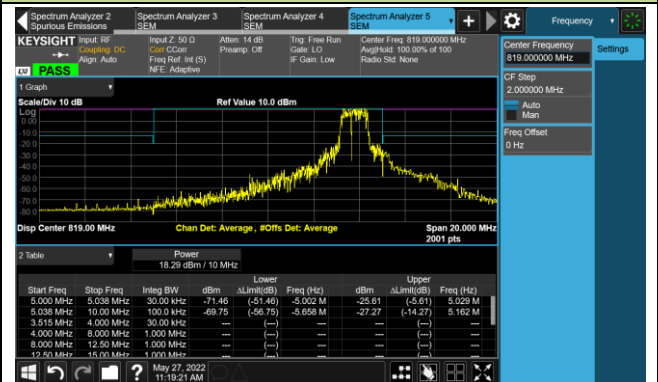 Spectrum Analyzer 2
Spurious Emissions
Spectrum Analyzer 3
SEM
Spectrum Analyzer 4
SEM
Spectrum Analyzer 5
SEM
Frequency
KEYSIGHT
Input: RF
Coupling: DC
Align: Auto
Input Z: 50 Ω
Corr CCorr
Freq Ref: Int (S)
NFE: Adaptive
Atten: 14 dB
Preamp: Off
Trig: Free Run
Gate: LO
IF Gain: Low
Center Freq: 819.000000 MHz
Avg|Hold: 100.00% of 100
Radio Std: None
LXI PASS
Center Frequency
819.000000 MHz
Settings
CF Step
2.000000 MHz
Auto
Man
Freq Offset
0 Hz
1 Graph
Scale/Div 10 dB
Ref Value 10.0 dBm
Log
0.00
-10.0
-20.0
-30.0
-40.0
-50.0
-60.0
-70.0
-80.0
Disp Center 819.00 MHz
Chan Det: Average, #Offs Det: Average
Span 20.000 MHz
2001 pts
2 Table
Power
18.29 dBm / 10 MHz
Lower Upper
Start Freq Stop Freq Integ BW dBm ΔLimit(dB) Freq (Hz) dBm ΔLimit(dB) Freq (Hz)
5.000 MHz 5.038 MHz 30.00 kHz -71.46 (-51.46) -5.002 M -25.61 (-5.61) 5.029 M
5.038 MHz 10.00 MHz 100.0 kHz -69.75 (-56.75) -5.658 M -27.27 (-14.27) 5.162 M
3.515 MHz 4.000 MHz 30.00 kHz --- (---) --- --- (---) ---
4.000 MHz 8.000 MHz 1.000 MHz --- (---) --- --- (---) ---
8.000 MHz 12.50 MHz 1.000 MHz --- (---) --- --- (---) ---
12.50 MHz 15.00 MHz 1.000 MHz --- (---) --- --- (---) ---
?
May 27, 2022
11:19:21 AM